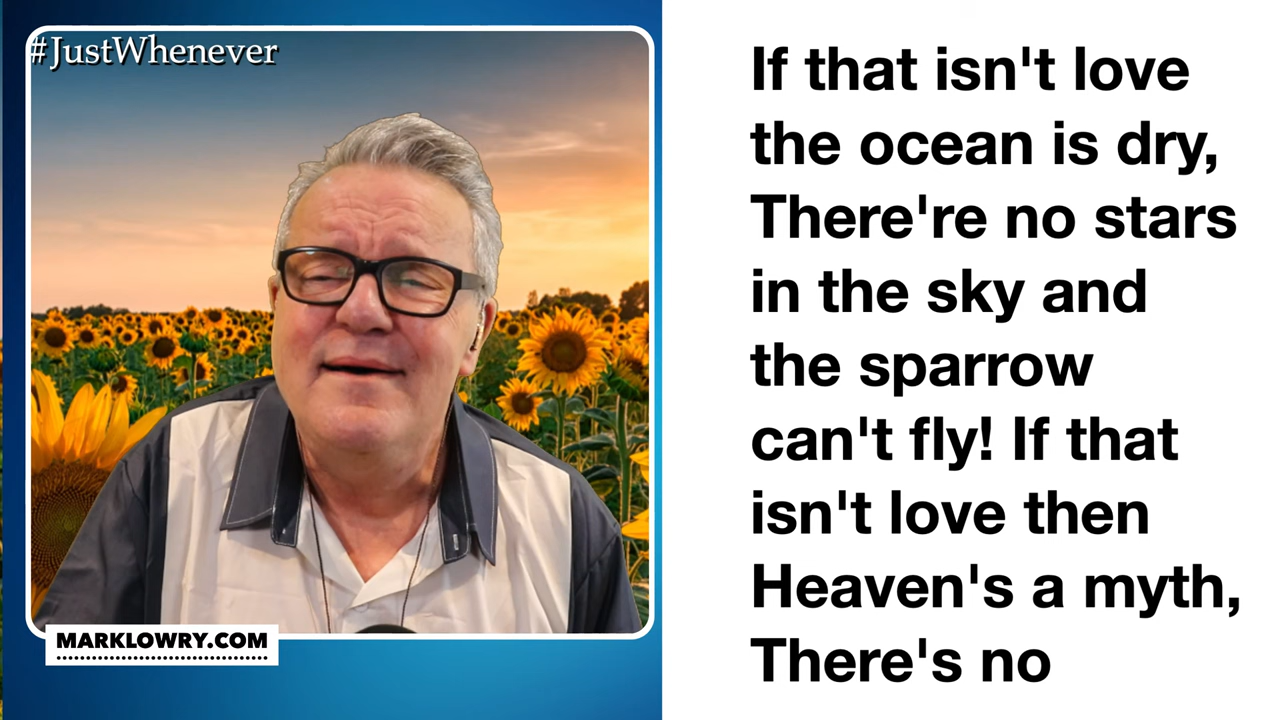 #JustWhenever
MARKLOWRY.COM
If that isn't love
the ocean is dry,
There're no stars
in the sky and
the sparrow
can't fly! If that
isn't love then
Heaven's a myth,
There's no